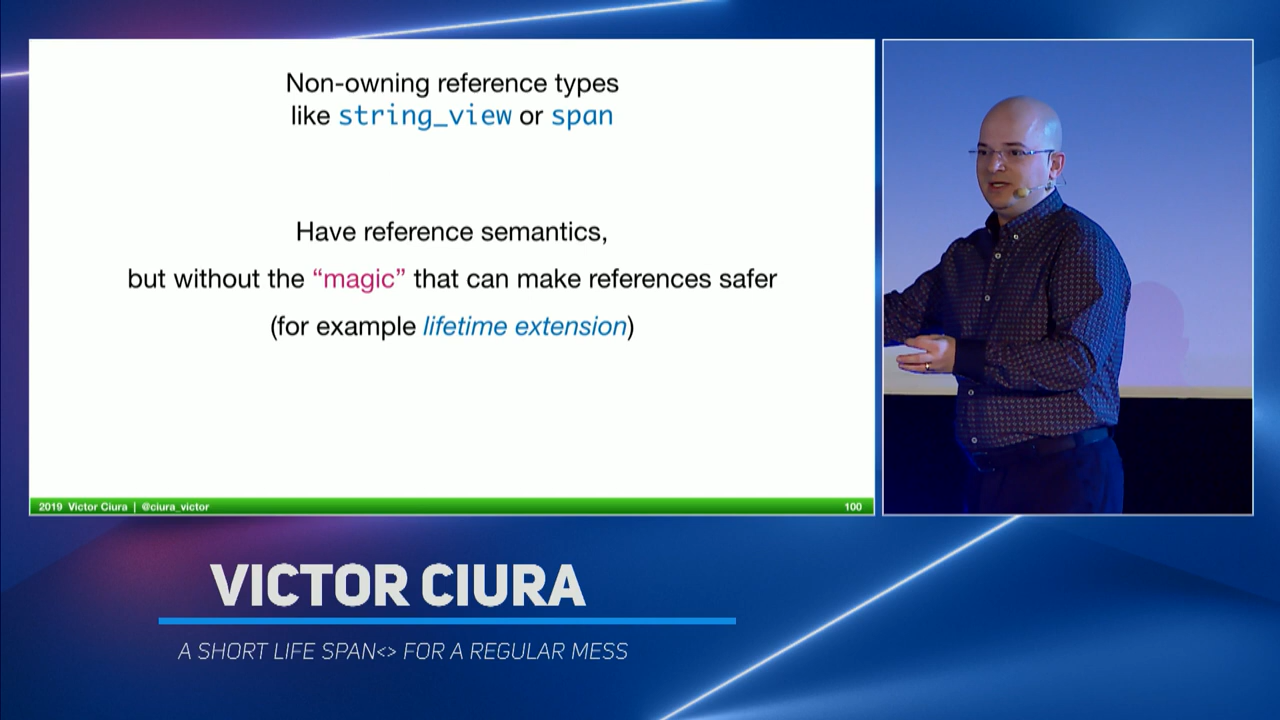 Non-owning reference types
like string_view or span
Have reference semantics,
but without the “magic” that can make references safer
(for example lifetime extension)
2019 Victor Ciura | @ciura_victor
100
VICTOR CIURA
A SHORT LIFE SPAN<> FOR A REGULAR MESS